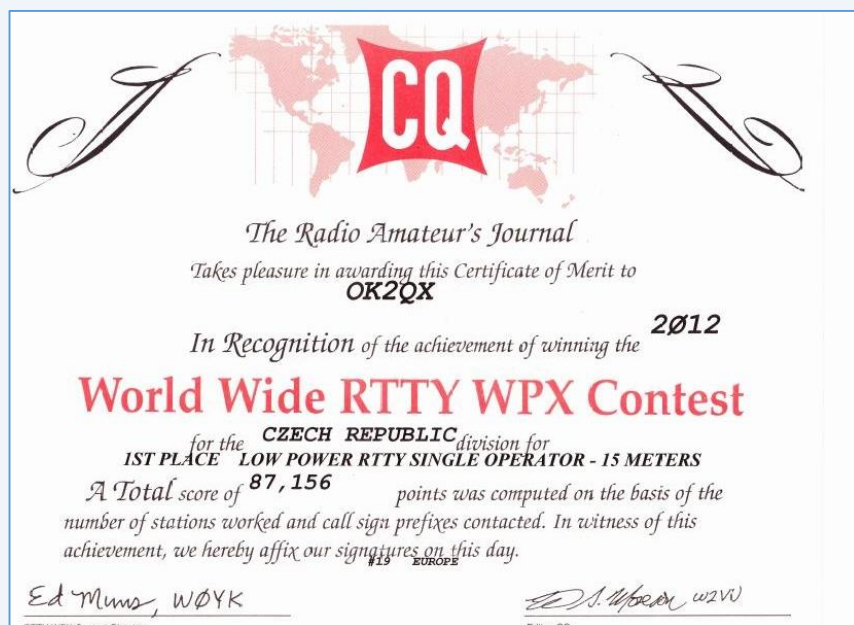 CQ
The Radio Amateur's Journal
Takes pleasure in awarding this Certificate of Merit to
OK2QX
In Recognition of the achievement of winning the 2Ø12
World Wide RTTY WPX Contest
for the CZECH REPUBLIC division for
1ST PLACE LOW POWER RTTY SINGLE OPERATOR - 15 METERS
A Total score of 87,156 points was computed on the basis of the
number of stations worked and call sign prefixes contacted. In witness of this
achievement, we hereby affix our signatures on this day.
#19 EUROPE
Ed Muns, WØYK
W2VU